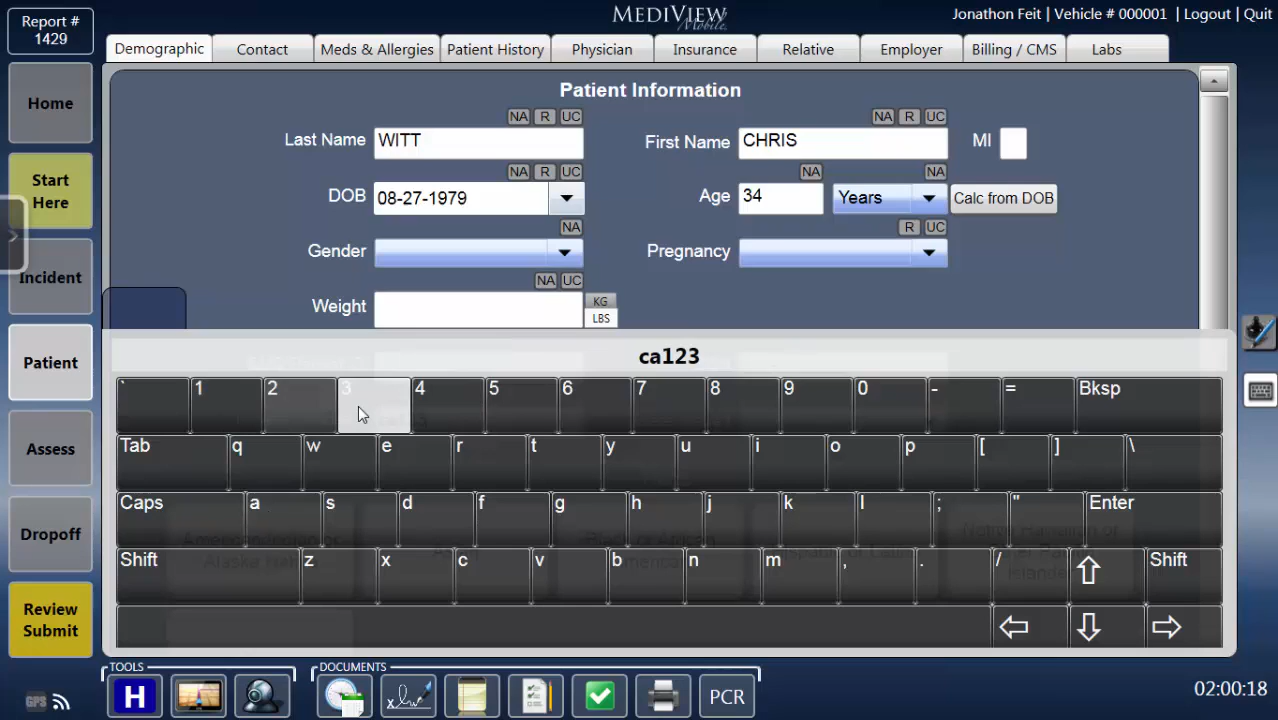 Report #
1429
MEDIVIEW
Mobile
Jonathon Feit | Vehicle # 000001 | Logout | Quit
Demographic Contact Meds & Allergies Patient History Physician Insurance Relative Employer Billing / CMS Labs
Home
Start
Here
Incident
Patient
Assess
Dropoff
Review
Submit
Patient Information
NA R UC NA R UC
Last Name WITT First Name CHRIS MI
NA R UC NA NA
DOB 08-27-1979 Age 34 Years Calc from DOB
NA R UC
Gender Pregnancy
NA UC
Weight KG
LBS
ca123
` 1 2 3 4 5 6 7 8 9 0 - = Bksp
Tab q w e r t y u i o p [ ] \
Caps a s d f g h j k l ; " Enter
Shift z x c v b n m , . / Shift
TOOLS DOCUMENTS
H PCR
GPS
02:00:18